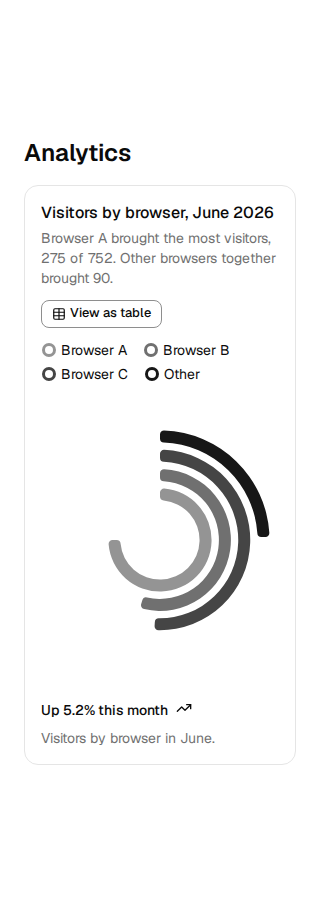 Analytics
Visitors by browser, June 2026
Browser A brought the most visitors,
275 of 752. Other browsers together
brought 90.
View as table
Browser A
Browser B
Browser C
Other
Up 5.2% this month
Visitors by browser in June.